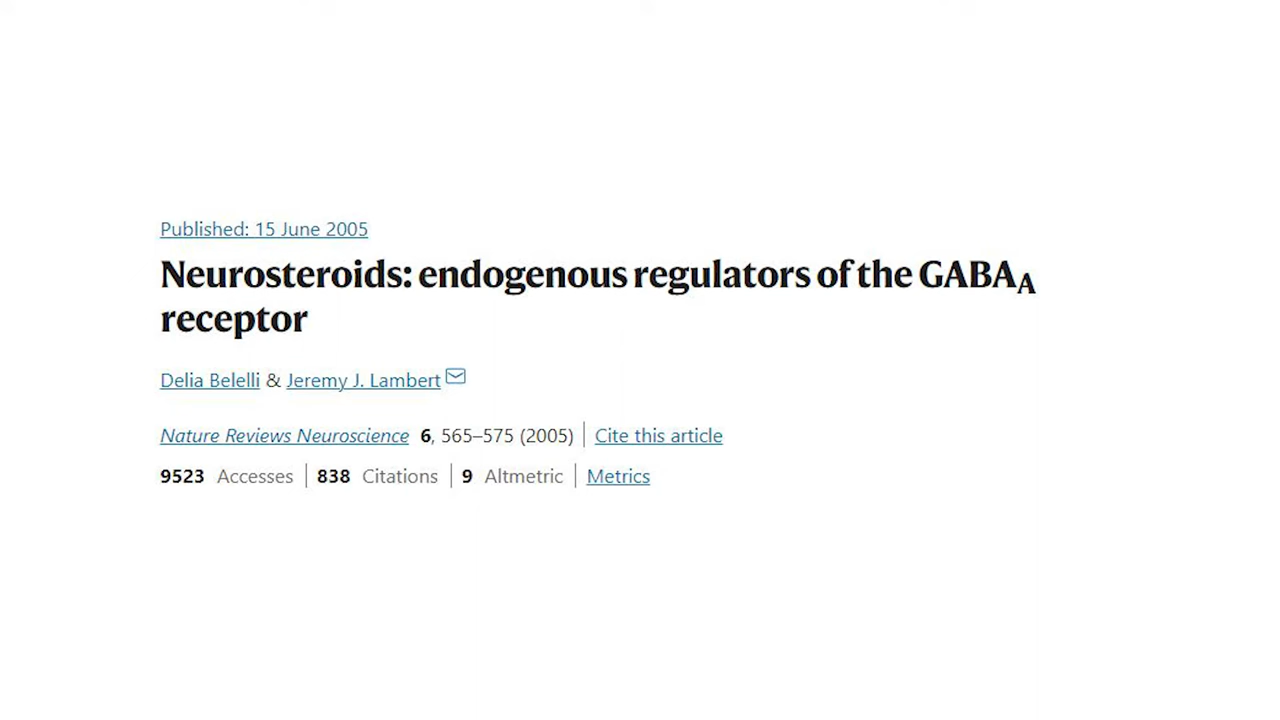 Published: 15 June 2005
Neurosteroids: endogenous regulators of the GABAA
receptor
Delia Belelli & Jeremy J. Lambert
Nature Reviews Neuroscience 6, 565–575 (2005) | Cite this article
9523 Accesses | 838 Citations | 9 Altmetric | Metrics